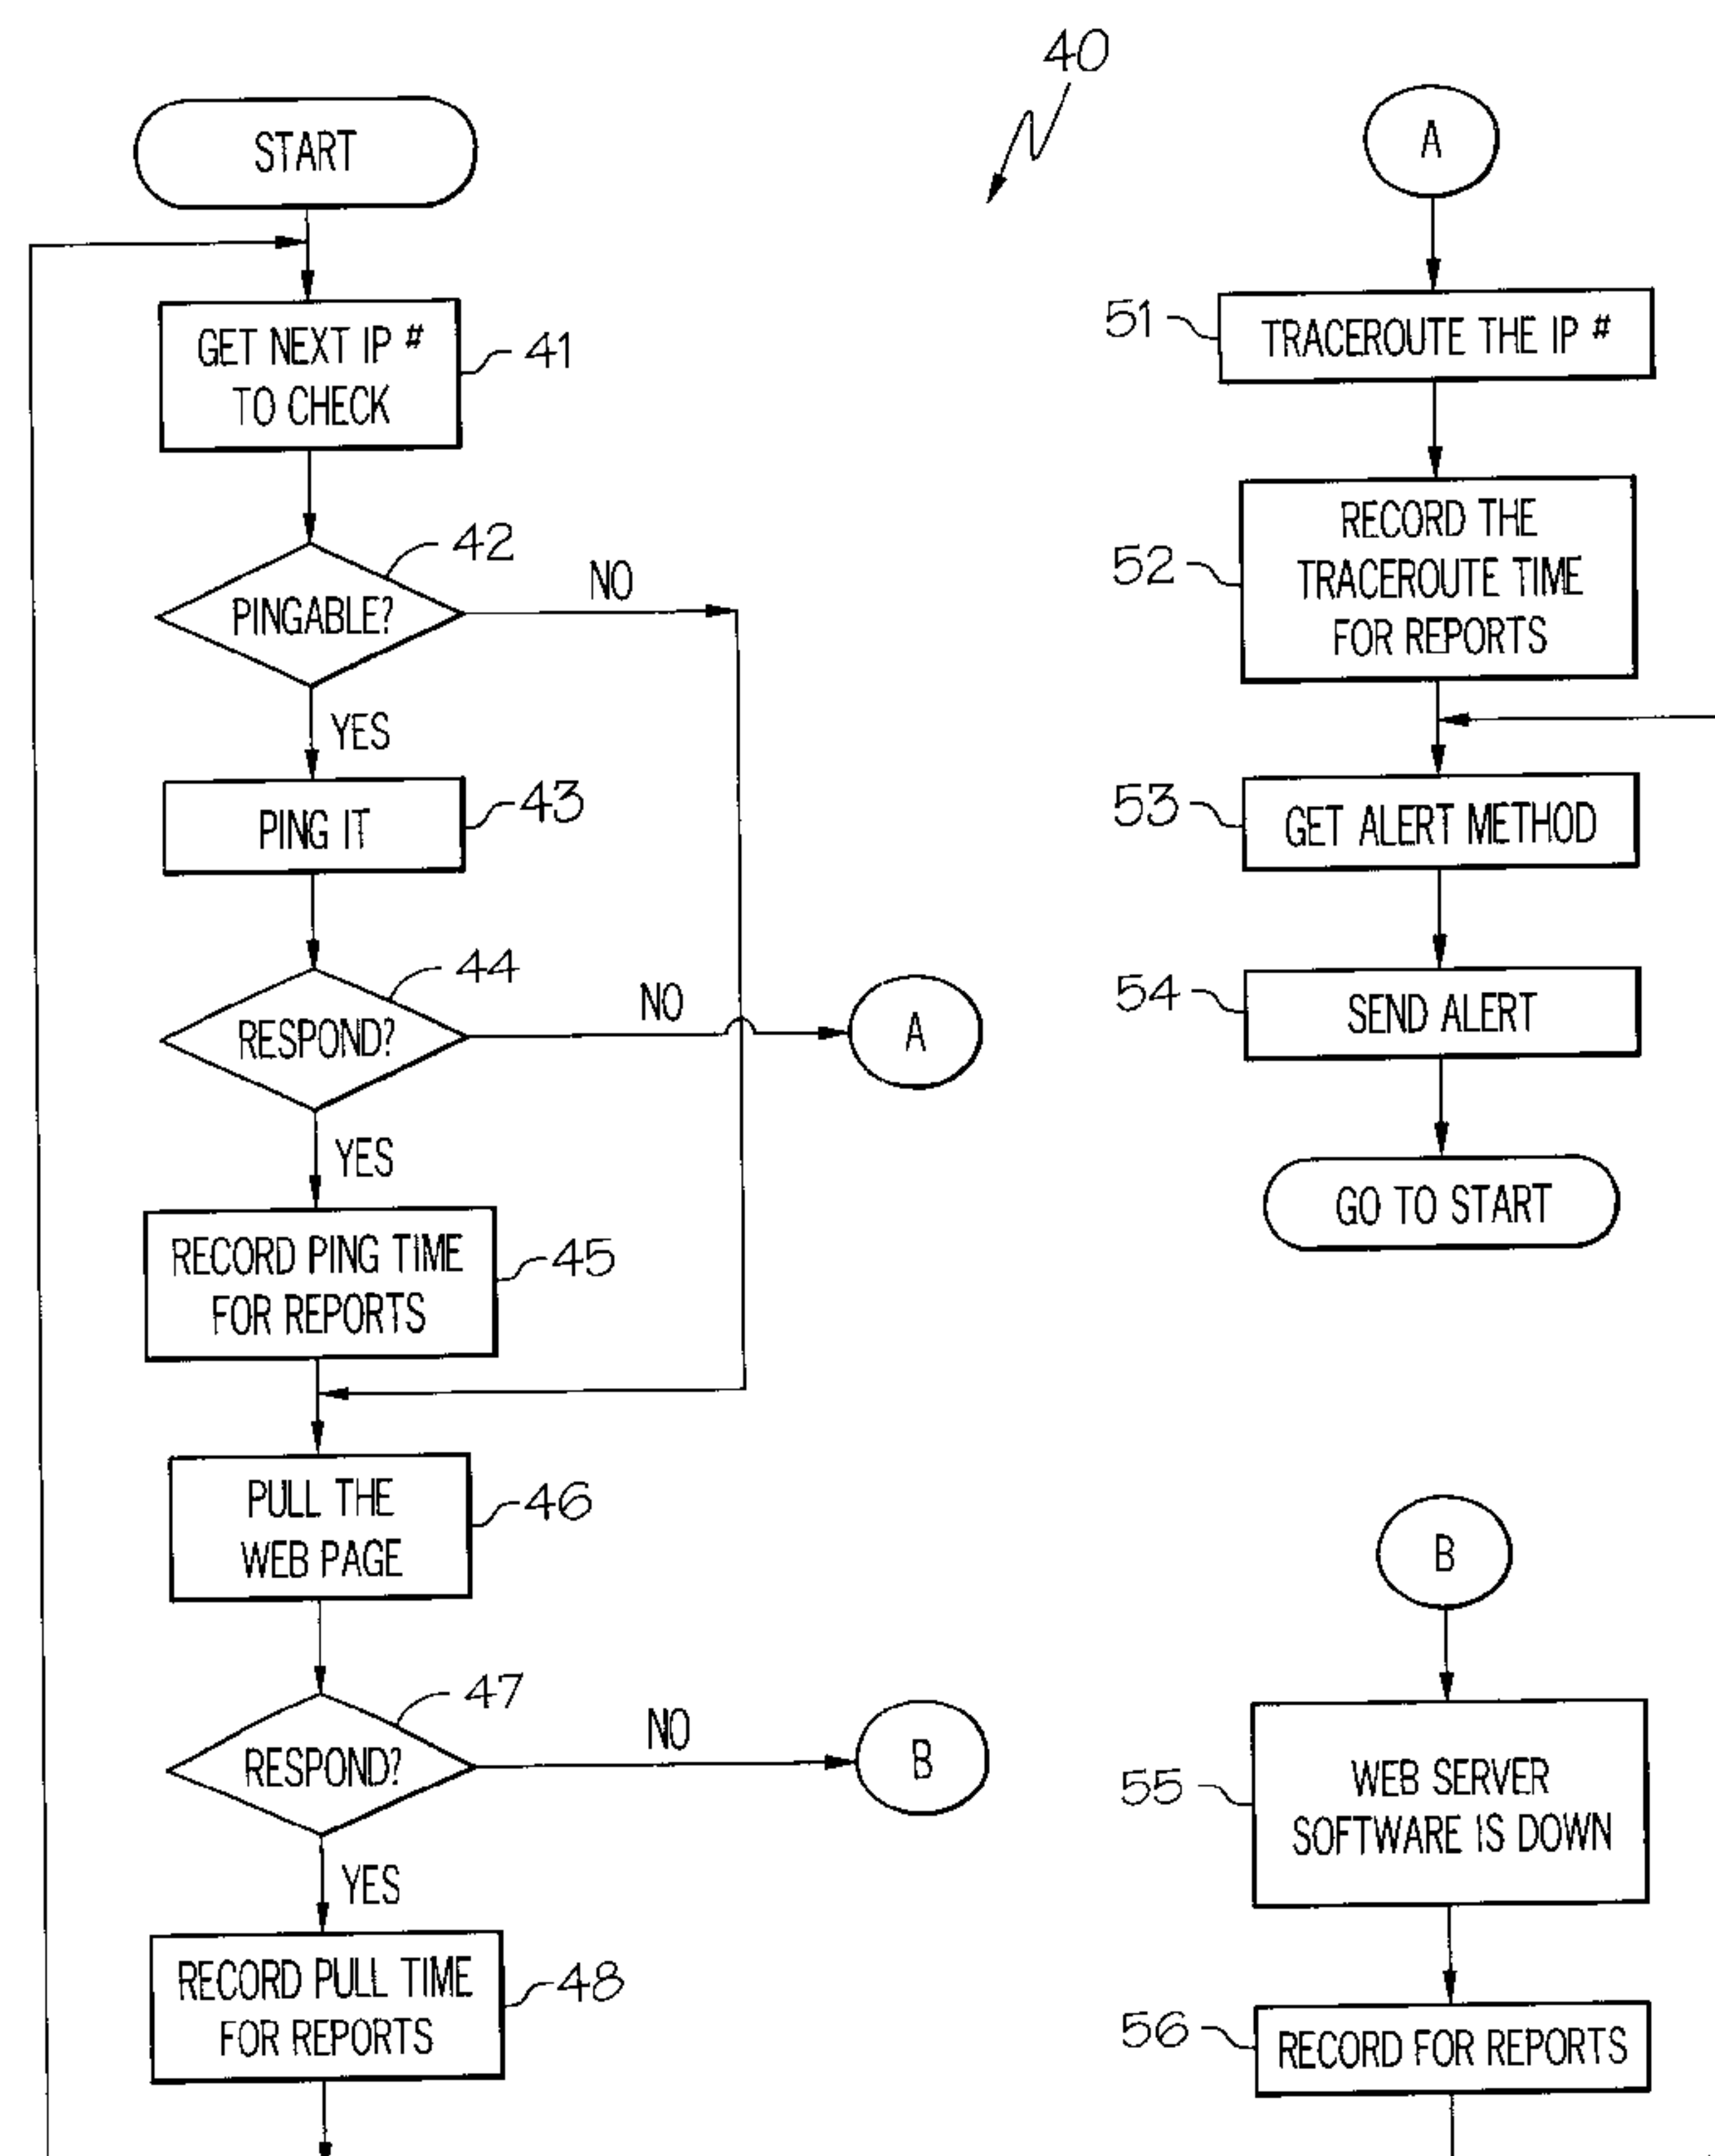 40
START
GET NEXT IP #
TO CHECK
41
PINGABLE?
42
NO
YES
PING IT
43
RESPOND?
44
NO
A
YES
RECORD PING TIME
FOR REPORTS
45
PULL THE
WEB PAGE
46
RESPOND?
47
NO
B
YES
RECORD PULL TIME
FOR REPORTS
48
A
51
TRACEROUTE THE IP #
52
RECORD THE
TRACEROUTE TIME
FOR REPORTS
53
GET ALERT METHOD
54
SEND ALERT
GO TO START
B
55
WEB SERVER
SOFTWARE IS DOWN
56
RECORD FOR REPORTS